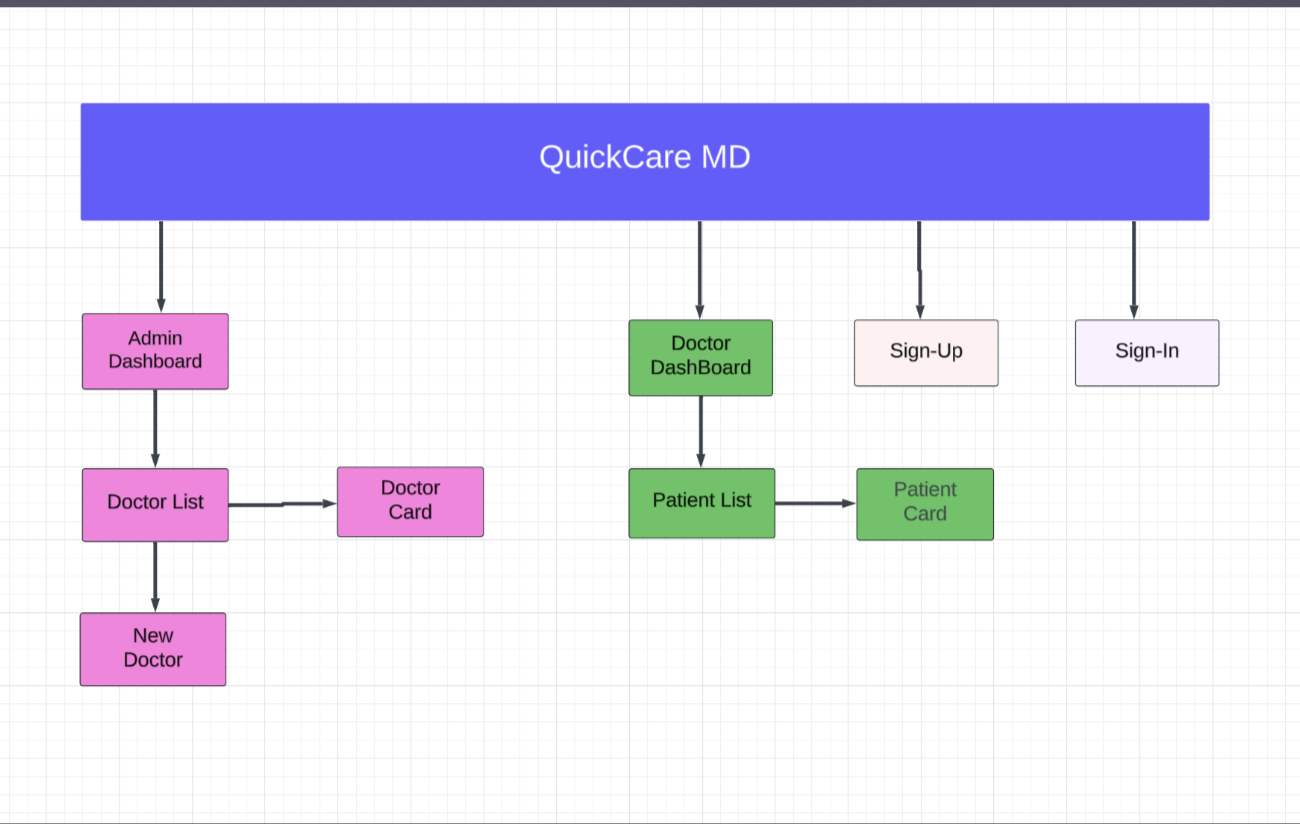 QuickCare MD
Admin
Dashboard
Doctor
DashBoard
Sign-Up
Sign-In
Doctor List
Doctor
Card
Patient List
Patient
Card
New
Doctor